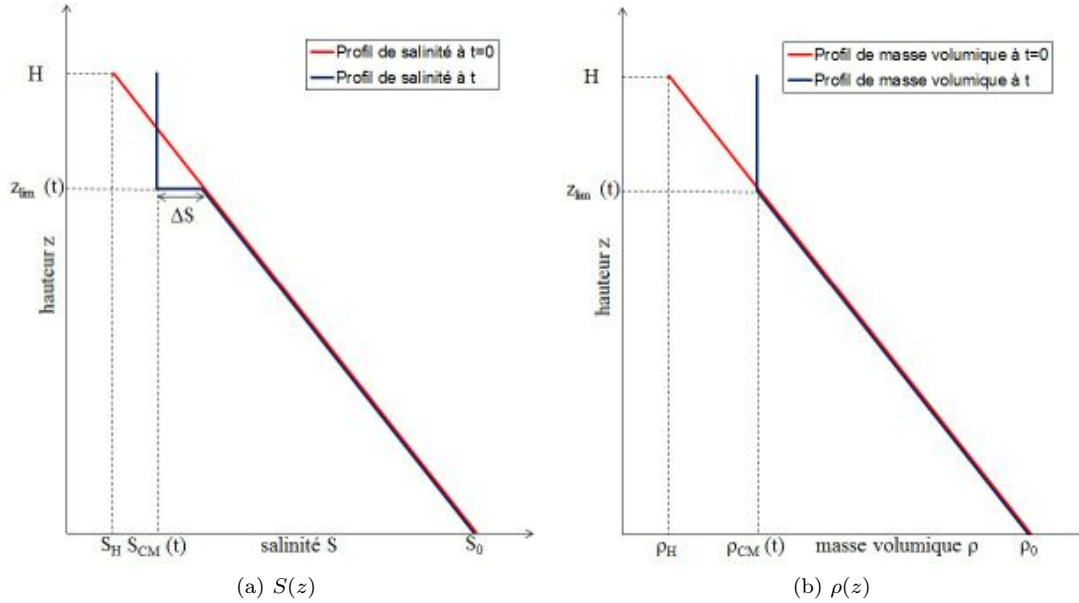 Profil de salinité à t=0
Profil de salinité à t
H
z_lim (t)
ΔS
hauteur z
S_H S_CM (t) salinité S S_0
(a) S(z)
Profil de masse volumique à t=0
Profil de masse volumique à t
H
z_lim (t)
hauteur z
ρ_H ρ_CM (t) masse volumique ρ ρ_0
(b) ρ(z)